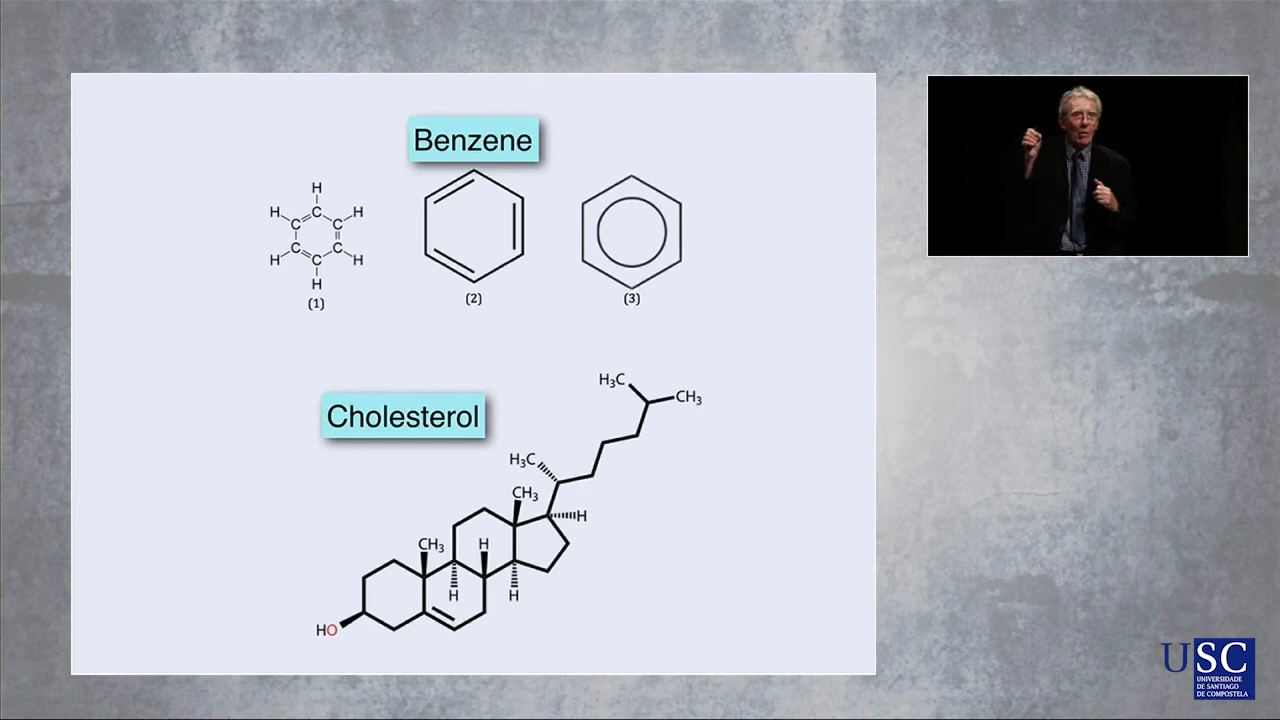 Benzene
H
H C H
C C
C C
H C H
H
(1)
(2)
(3)
Cholesterol
H₃C
CH₃
H₃C
CH₃
H
CH₃
H
H
H
HO
USC
UNIVERSIDADE
DE SANTIAGO
DE COMPOSTELA